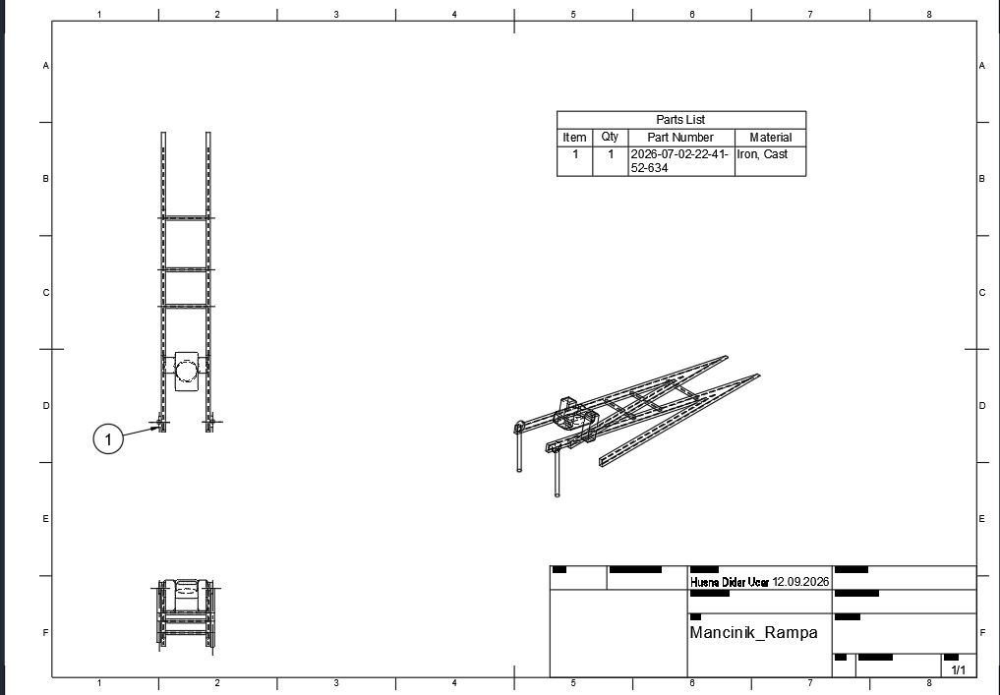 1 2 3 4 5 6 7 8
A A
Parts List
Item Qty Part Number Material
1 1 2026-07-02-22-41- Iron, Cast
52-634
B B
C C
D D
1
E E
Husne Didar Ucar 12.09.2026
Mancinik_Rampa
F F
1/1
1 2 3 4 5 6 7 8